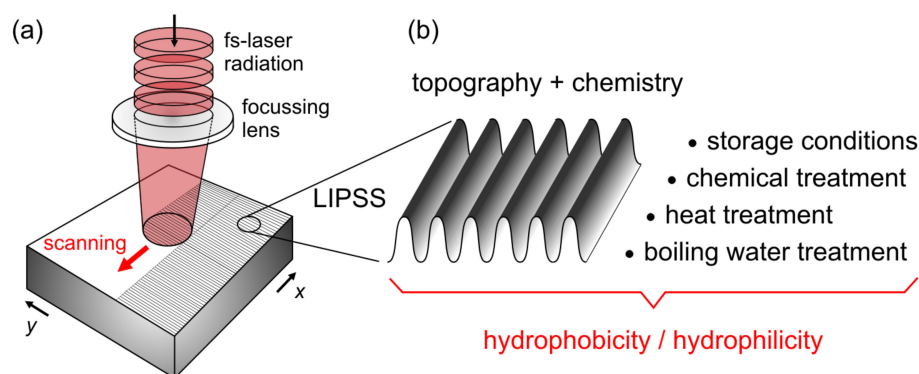 (a)
fs-laser
radiation
focussing
lens
scanning
x
y
(b)
topography + chemistry
LIPSS
• storage conditions
• chemical treatment
• heat treatment
• boiling water treatment
hydrophobicity / hydrophilicity